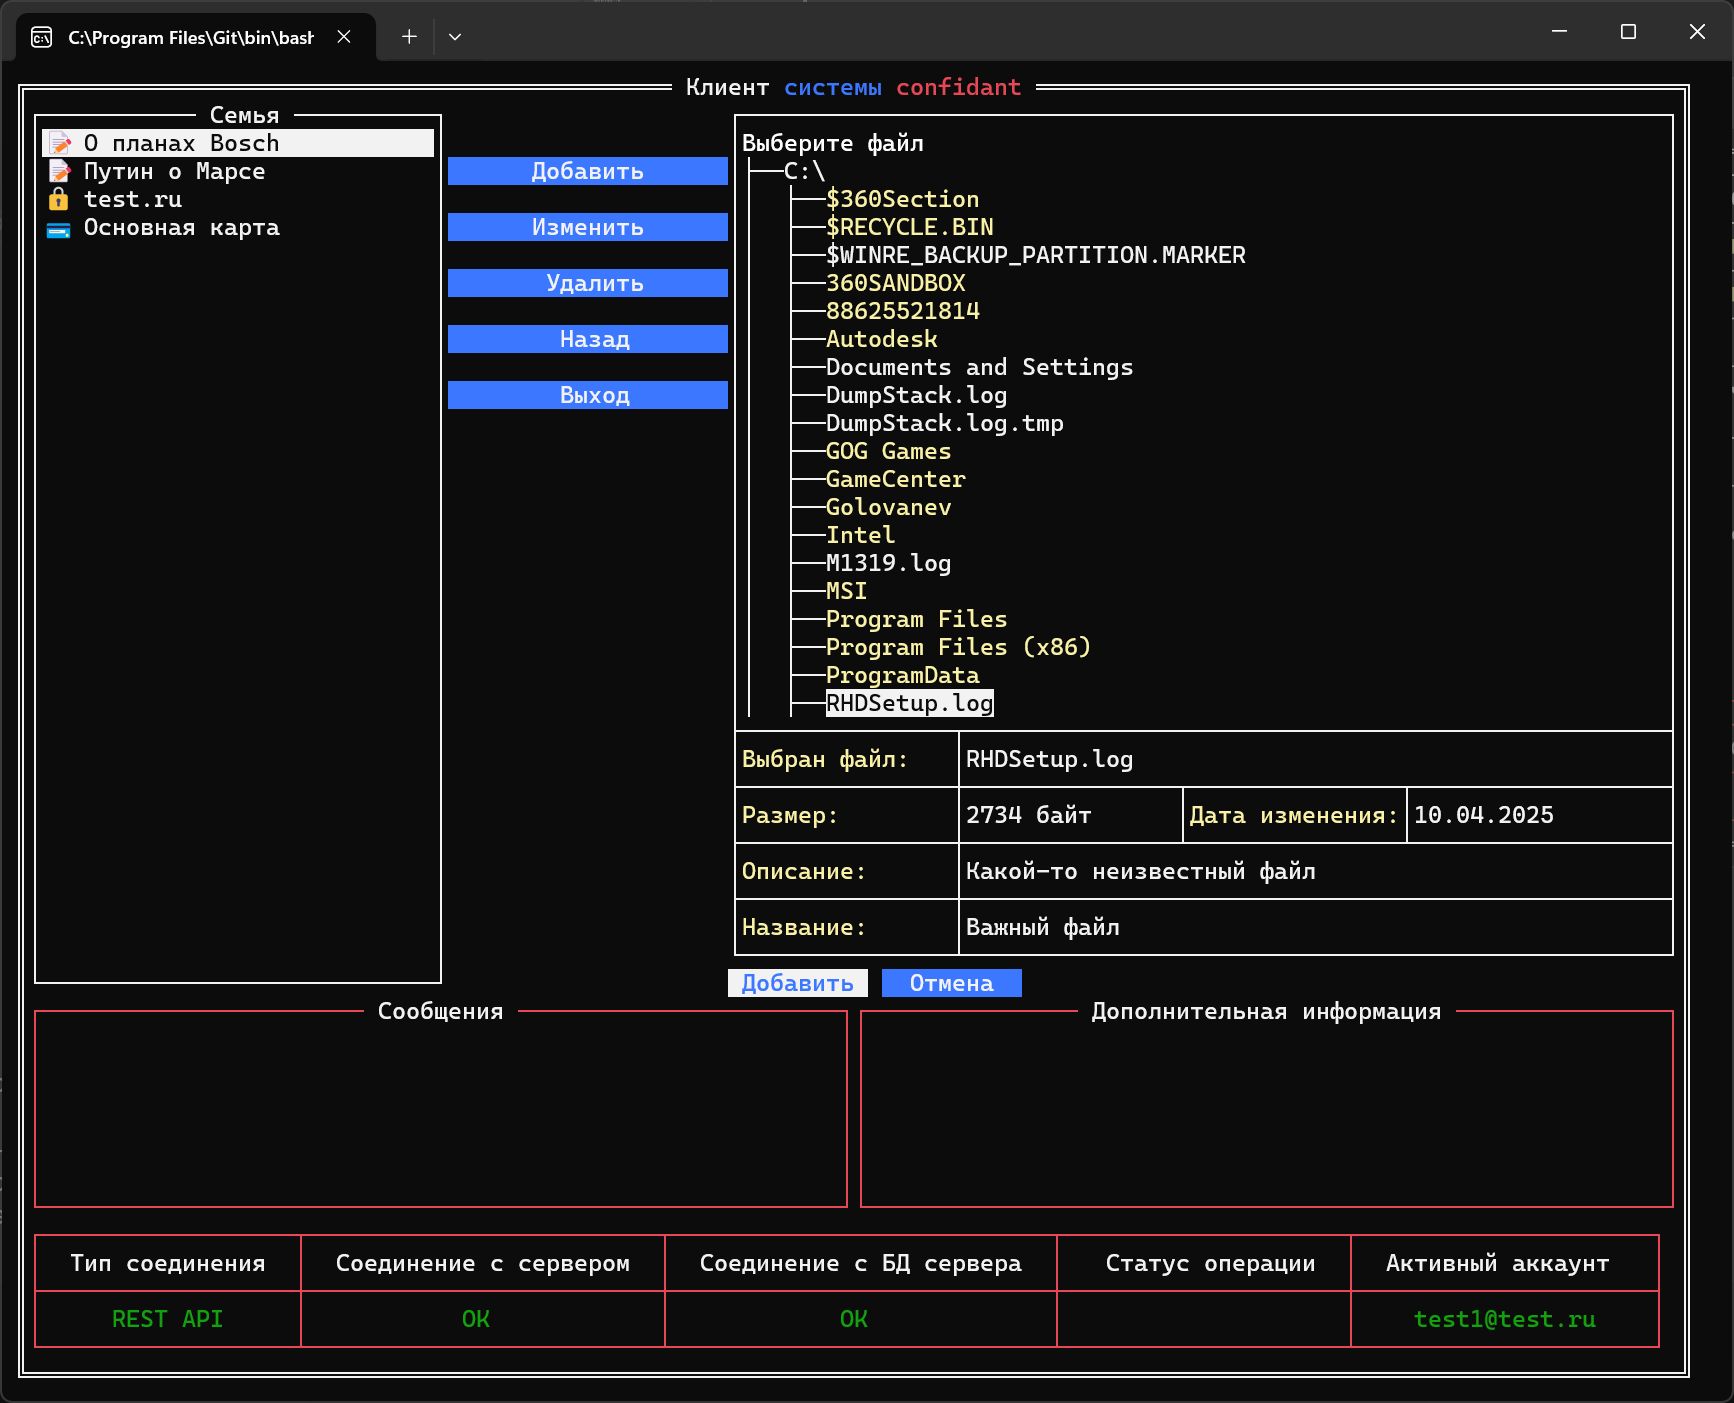 C:\Program Files\Git\bin\bash
Клиент системы confidant
Семья
О планах Bosch
Путин о Марсе
test.ru
Основная карта
Добавить
Изменить
Удалить
Назад
Выход
Выберите файл
C:\
$360Section
$RECYCLE.BIN
$WINRE_BACKUP_PARTITION.MARKER
360SANDBOX
88625521814
Autodesk
Documents and Settings
DumpStack.log
DumpStack.log.tmp
GOG Games
GameCenter
Golovanev
Intel
M1319.log
MSI
Program Files
Program Files (x86)
ProgramData
RHDSetup.log
Выбран файл: RHDSetup.log
Размер: 2734 байт Дата изменения: 10.04.2025
Описание: Какой-то неизвестный файл
Название: Важный файл
Добавить Отмена
Сообщения
Дополнительная информация
Тип соединения Соединение с сервером Соединение с БД сервера Статус операции Активный аккаунт
REST API OK OK test1@test.ru